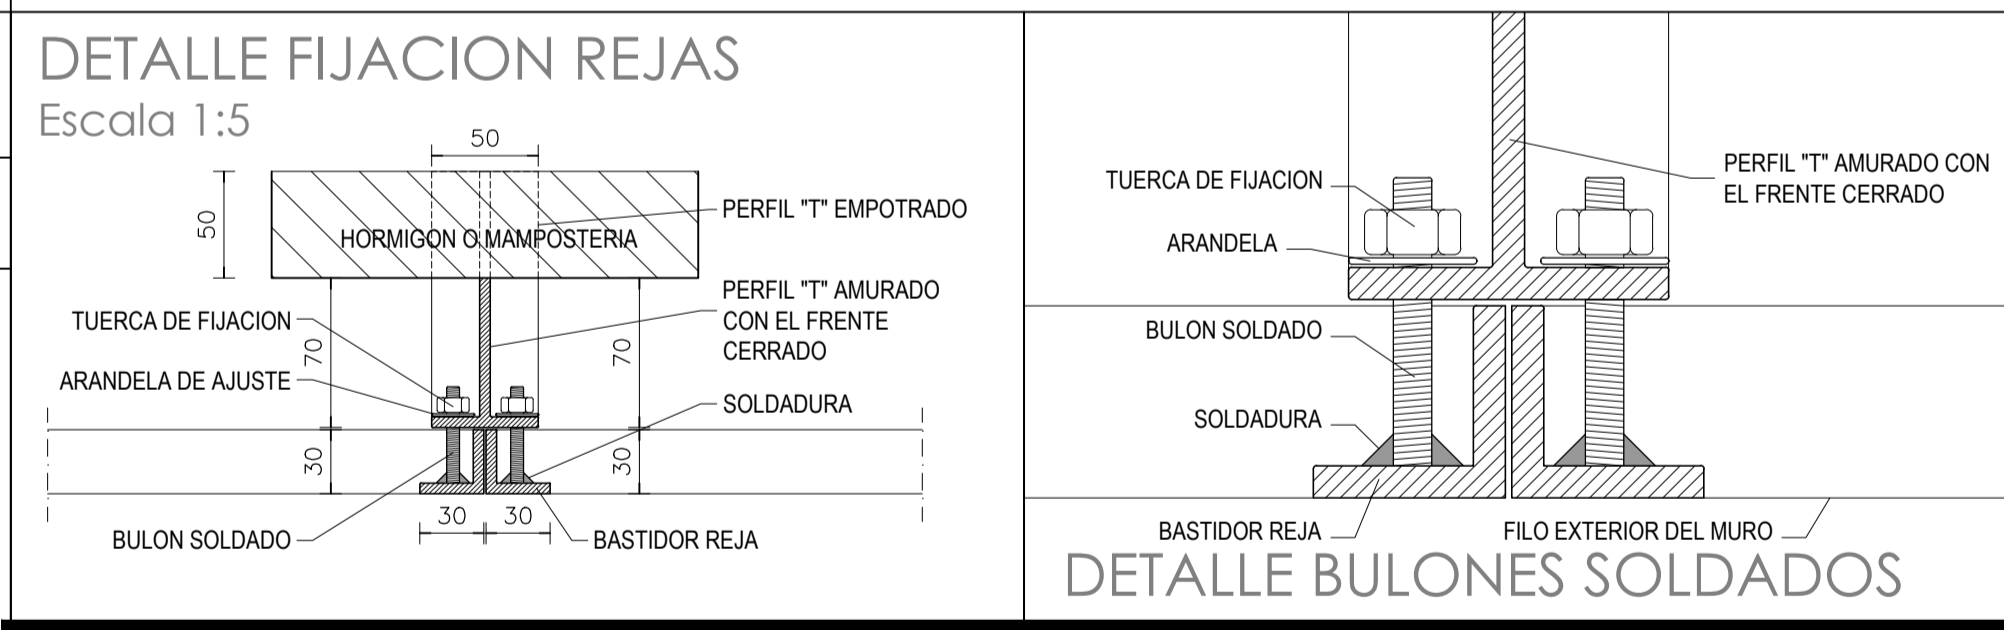 DETALLE FIJACION REJAS
Escala 1:5
50
50
PERFIL "T" EMPOTRADO
HORMIGON O MAMPOSTERIA
PERFIL "T" AMURADO
CON EL FRENTE
CERRADO
TUERCA DE FIJACION
70
70
ARANDELA DE AJUSTE
SOLDADURA
30
30
30
30
BULON SOLDADO
BASTIDOR REJA
PERFIL "T" AMURADO CON
EL FRENTE CERRADO
TUERCA DE FIJACION
ARANDELA
BULON SOLDADO
SOLDADURA
BASTIDOR REJA
FILO EXTERIOR DEL MURO
DETALLE BULONES SOLDADOS